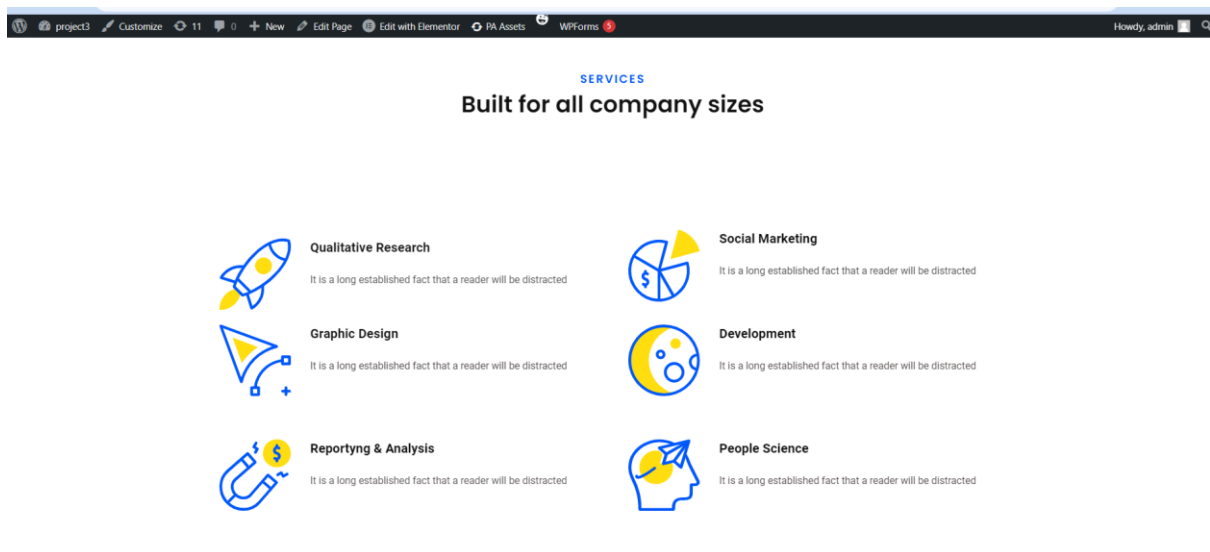 project3 Customize 11 0 New Edit Page Edit with Elementor PA Assets WPForms 5 Howdy, admin
SERVICES
Built for all company sizes
Qualitative Research
It is a long established fact that a reader will be distracted
Social Marketing
It is a long established fact that a reader will be distracted
Graphic Design
It is a long established fact that a reader will be distracted
Development
It is a long established fact that a reader will be distracted
Reportyng & Analysis
It is a long established fact that a reader will be distracted
People Science
It is a long established fact that a reader will be distracted